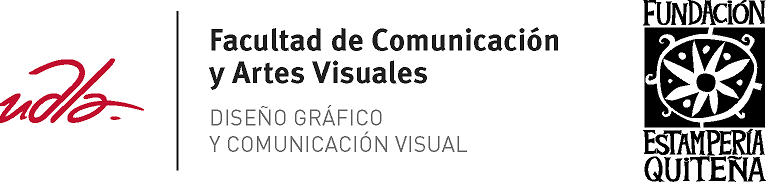 udla.
Facultad de Comunicación
y Artes Visuales
DISEÑO GRÁFICO
Y COMUNICACIÓN VISUAL
FUNDACIÓN
ESTAMPERÍA
QUITEÑA